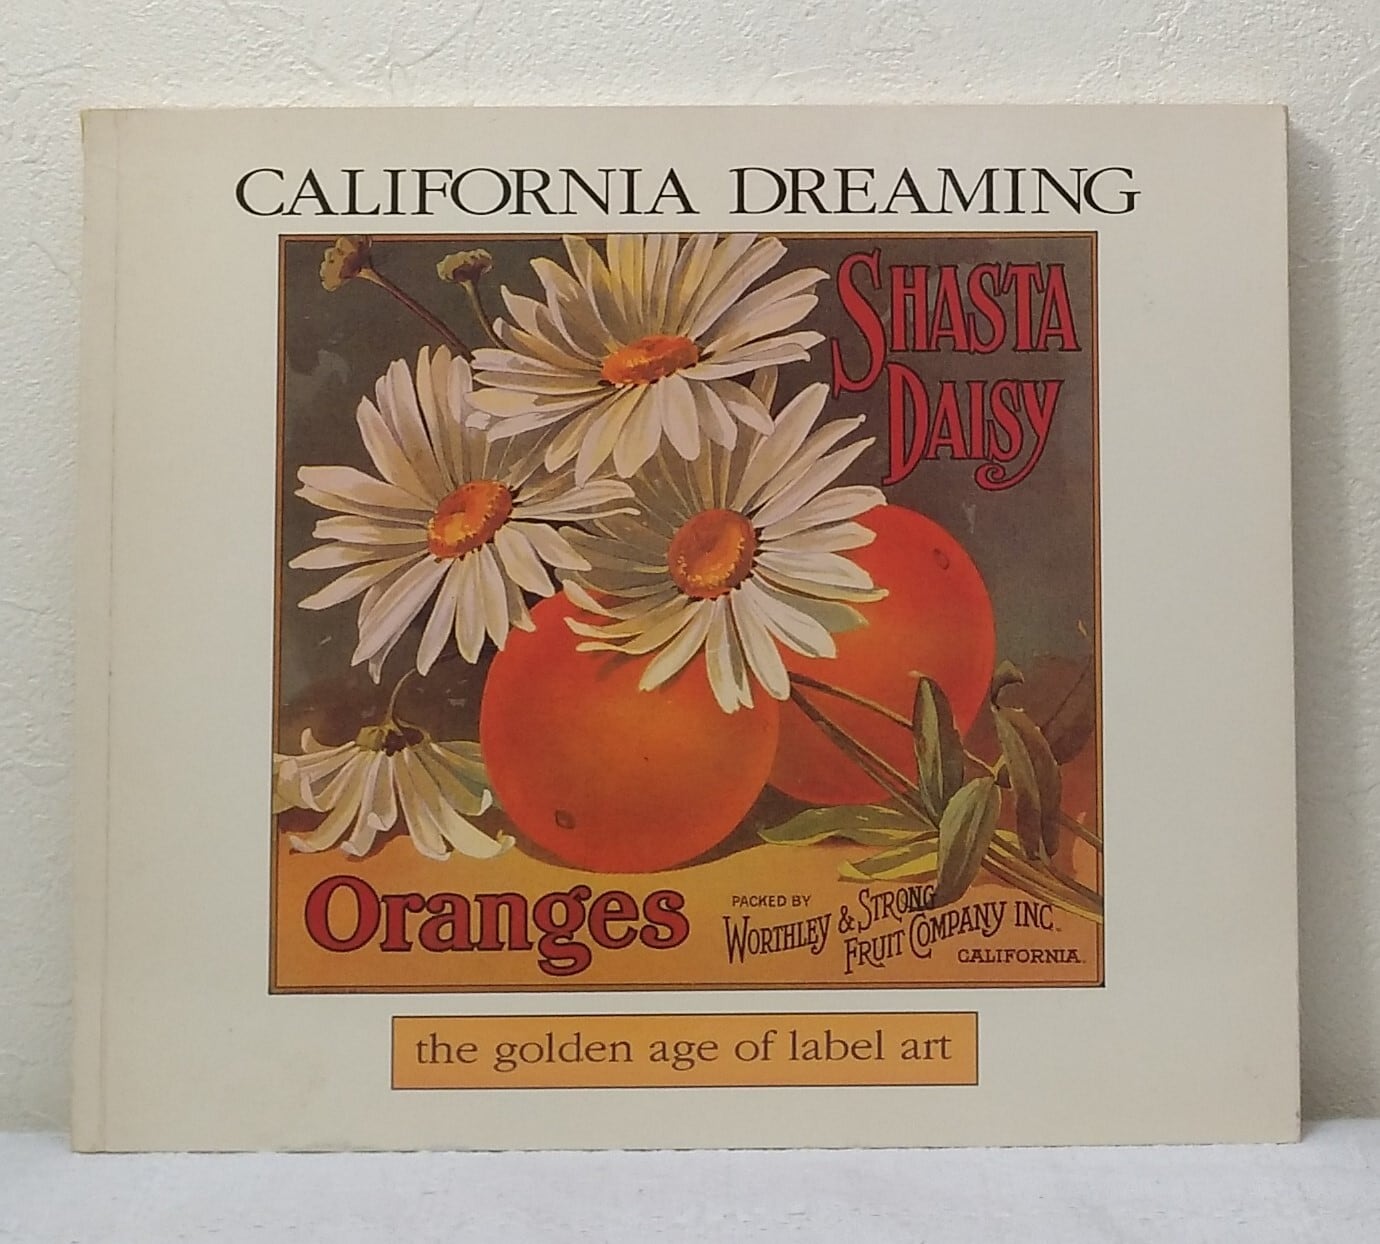 CALIFORNIA DREAMING
SHASTA
DAISY
Oranges
PACKED BY
WORTHLEY & STRONG
FRUIT COMPANY INC.
CALIFORNIA.
the golden age of label art